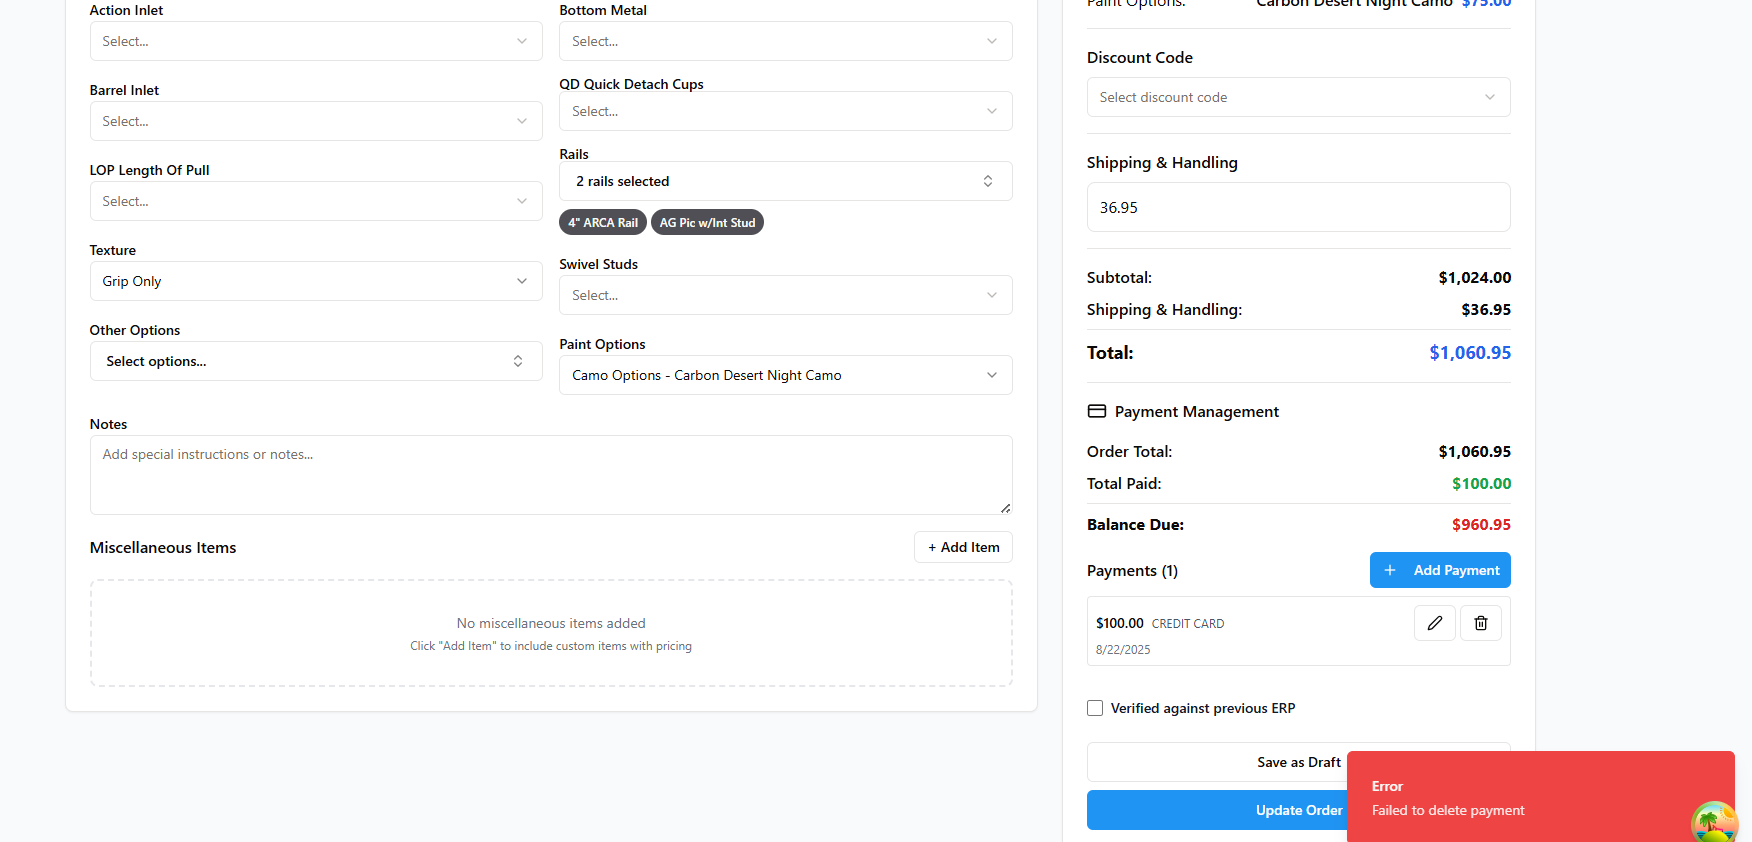 Action Inlet
Select...
Barrel Inlet
Select...
LOP Length Of Pull
Select...
Texture
Grip Only
Other Options
Select options...
Bottom Metal
Select...
QD Quick Detach Cups
Select...
Rails
2 rails selected
4" ARCA Rail
AG Pic w/Int Stud
Swivel Studs
Select...
Paint Options
Camo Options - Carbon Desert Night Camo
Notes
Add special instructions or notes...
Miscellaneous Items
+ Add Item
No miscellaneous items added
Click "Add Item" to include custom items with pricing
Paint Options: Carbon Desert Night Camo $75.00
Discount Code
Select discount code
Shipping & Handling
36.95
Subtotal: $1,024.00
Shipping & Handling: $36.95
Total: $1,060.95
Payment Management
Order Total: $1,060.95
Total Paid: $100.00
Balance Due: $960.95
Payments (1)
+ Add Payment
$100.00 CREDIT CARD
8/22/2025
Verified against previous ERP
Save as Draft
Update Order
Error
Failed to delete payment